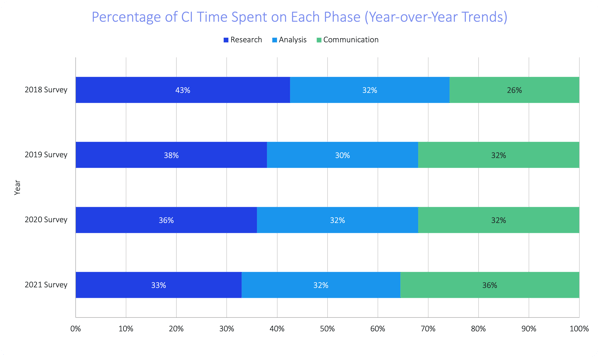 Percentage of CI Time Spent on Each Phase (Year-over-Year Trends)
Research Analysis Communication
2018 Survey 43% 32% 26%
2019 Survey 38% 30% 32%
Year
2020 Survey 36% 32% 32%
2021 Survey 33% 32% 36%
0% 10% 20% 30% 40% 50% 60% 70% 80% 90% 100%